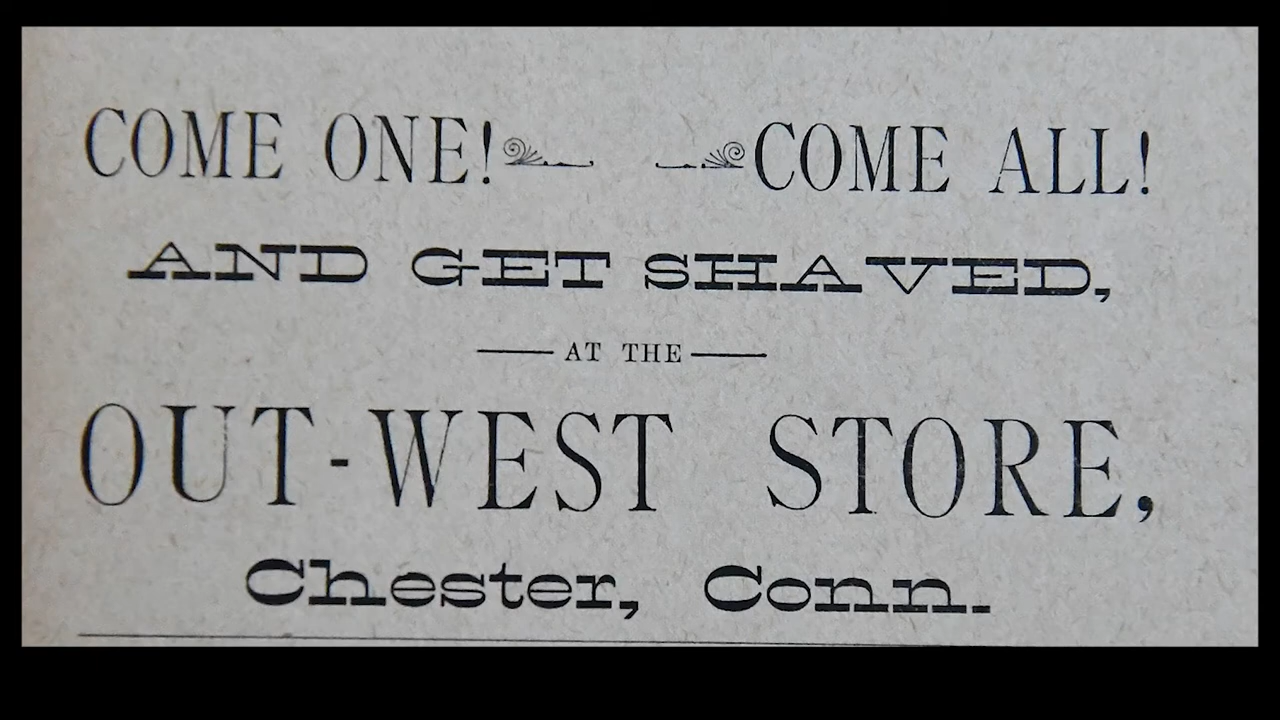 COME ONE! COME ALL!
AND GET SHAVED,
AT THE
OUT-WEST STORE,
Chester, Conn.